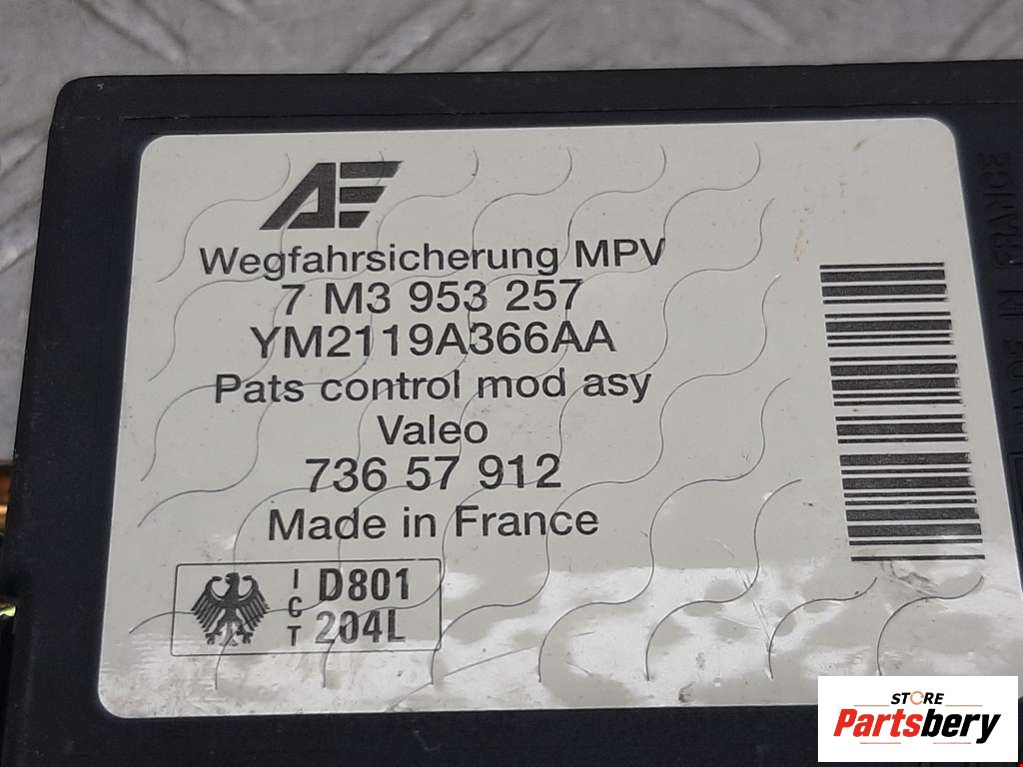 AE
Wegfahrsicherung MPV
7 M3 953 257
YM2119A366AA
Pats control mod asy
Valeo
736 57 912
Made in France
I D801
C
T 204L
MADE IN FRANCE
STORE
Partsbery